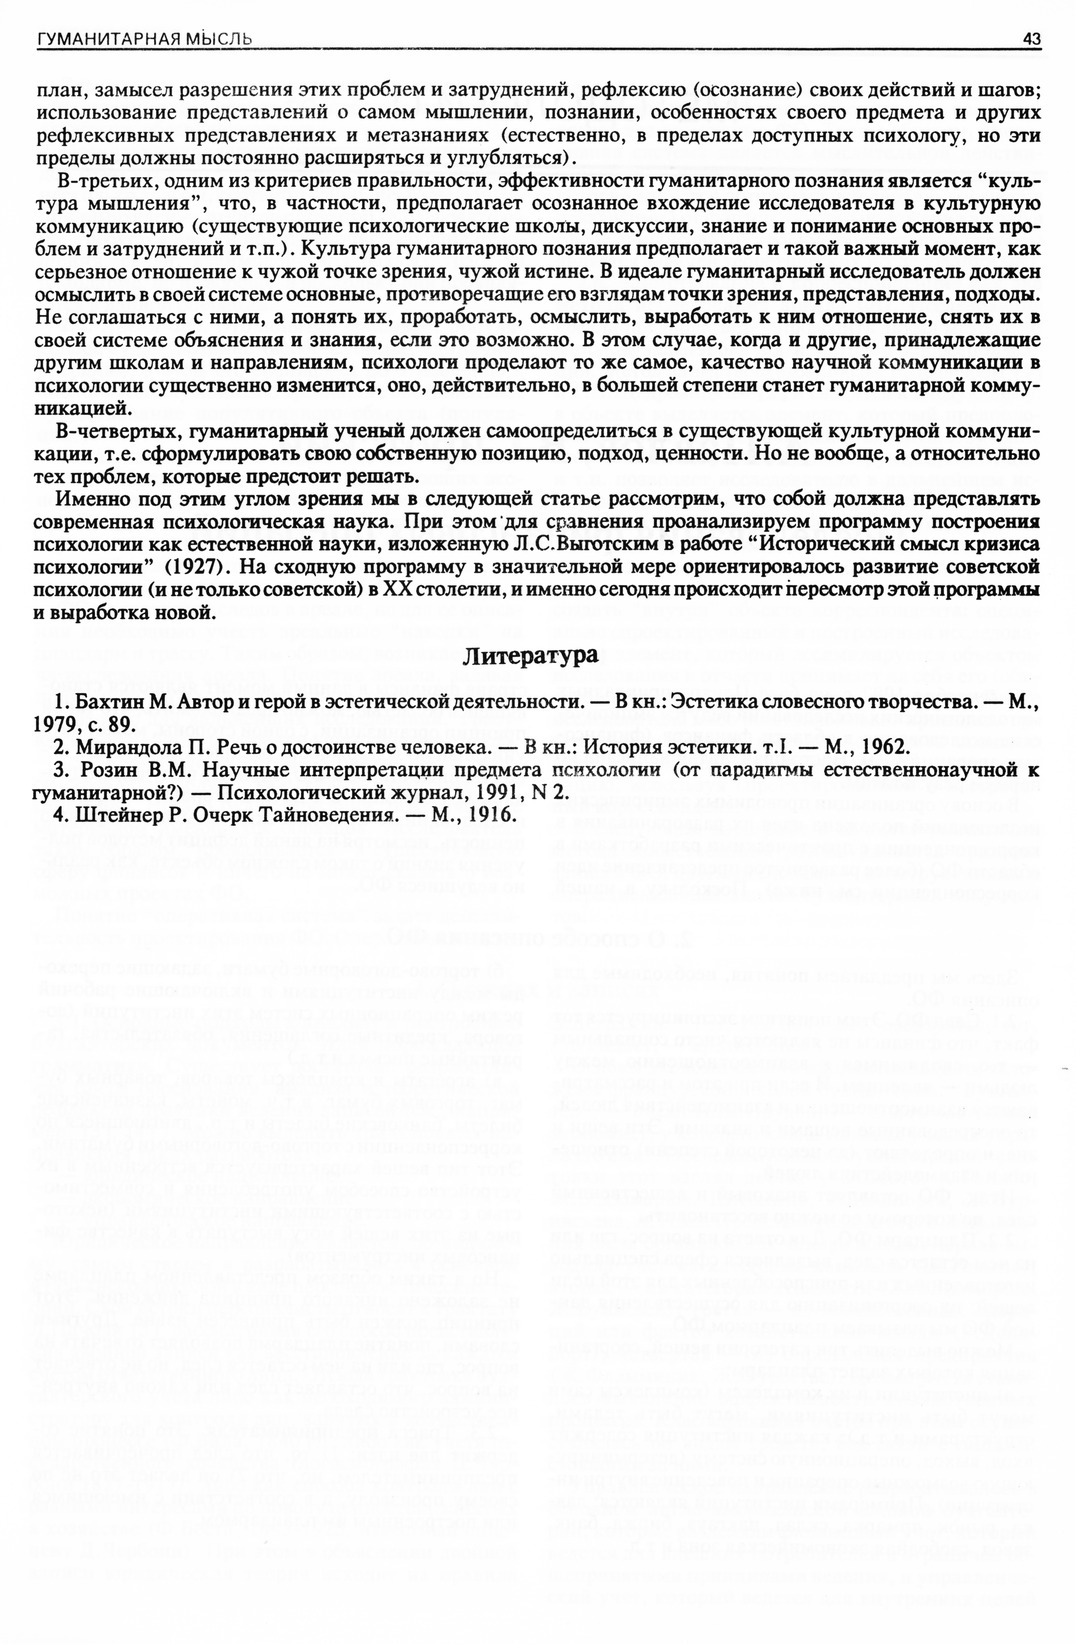 ГУМАНИТАРНАЯ МЫСЛЬ 43
план, замысел разрешения этих проблем и затруднений, рефлексию (осознание) своих действий и шагов;
использование представлений о самом мышлении, познании, особенностях своего предмета и других
рефлексивных представлениях и метазнаниях (естественно, в пределах доступных психологу, но эти
пределы должны постоянно расширяться и углубляться).
В-третьих, одним из критериев правильности, эффективности гуманитарного познания является “куль-
тура мышления”, что, в частности, предполагает осознанное вхождение исследователя в культурную
коммуникацию (существующие психологические школы, дискуссии, знание и понимание основных про-
блем и затруднений и т.п.). Культура гуманитарного познания предполагает и такой важный момент, как
серьезное отношение к чужой точке зрения, чужой истине. В идеале гуманитарный исследователь должен
осмыслить в своей системе основные, противоречащие его взглядам точки зрения, представления, подходы.
Не соглашаться с ними, а понять их, проработать, осмыслить, выработать к ним отношение, снять их в
своей системе объяснения и знания, если это возможно. В этом случае, когда и другие, принадлежащие
другим школам и направлениям, психологи проделают то же самое, качество научной коммуникации в
психологии существенно изменится, оно, действительно, в большей степени станет гуманитарной комму-
никацией.
В-четвертых, гуманитарный ученый должен самоопределиться в существующей культурной коммуни-
кации, т.е. сформулировать свою собственную позицию, подход, ценности. Но не вообще, а относительно
тех проблем, которые предстоит решать.
Именно под этим углом зрения мы в следующей статье рассмотрим, что собой должна представлять
современная психологическая наука. При этом для сравнения проанализируем программу построения
психологии как естественной науки, изложенную Л.С.Выготским в работе “Исторический смысл кризиса
психологии” (1927). На сходную программу в значительной мере ориентировалось развитие советской
психологии (и не только советской) в XX столетии, и именно сегодня происходит пересмотр этой программы
и выработка новой.
Литература
1. Бахтин М. Автор и герой в эстетической деятельности. — В кн.: Эстетика словесного творчества. — М.,
1979, с. 89.
2. Мирандола П. Речь о достоинстве человека. — В кн.: История эстетики. т.I. — М., 1962.
3. Розин В.М. Научные интерпретации предмета психологии (от парадигмы естественнонаучной к
гуманитарной?) — Психологический журнал, 1991, N 2.
4. Штейнер Р. Очерк Тайноведения. — М., 1916.